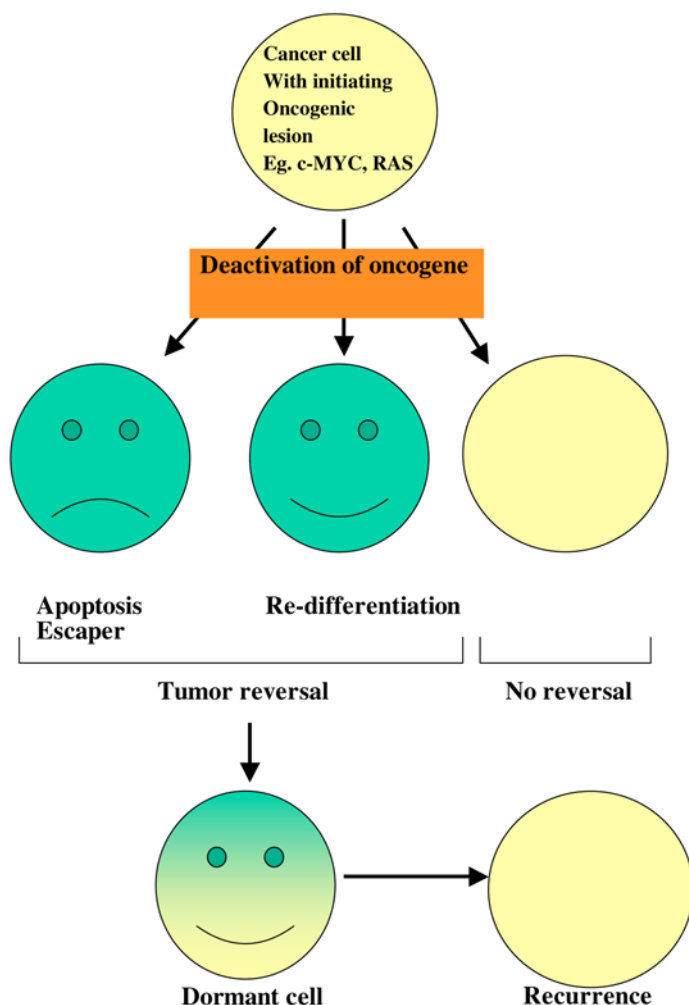 Cancer cell
With initiating
Oncogenic
lesion
Eg. c-MYC, RAS
Deactivation of oncogene
Apoptosis
Escaper
Re-differentiation
Tumor reversal
No reversal
Dormant cell
Recurrence